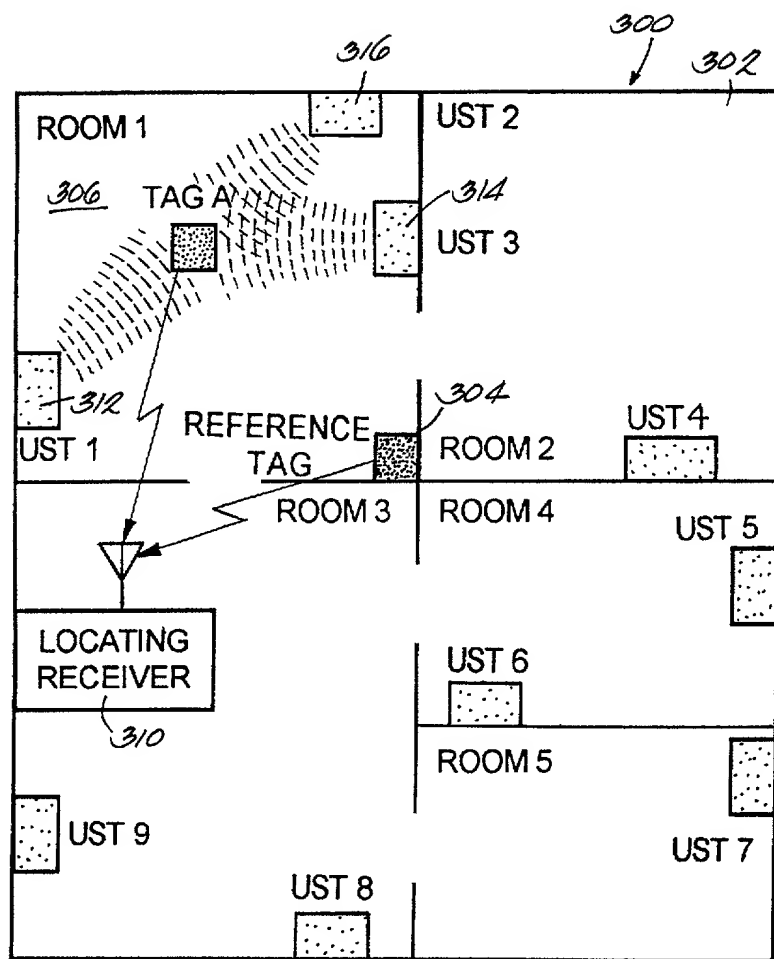 300
316
302
ROOM 1
UST 2
306
TAG A
314
UST 3
312
UST 1
304
REFERENCE
TAG
ROOM 2
UST 4
ROOM 3
ROOM 4
UST 5
LOCATING
RECEIVER
310
UST 6
ROOM 5
UST 9
UST 7
UST 8